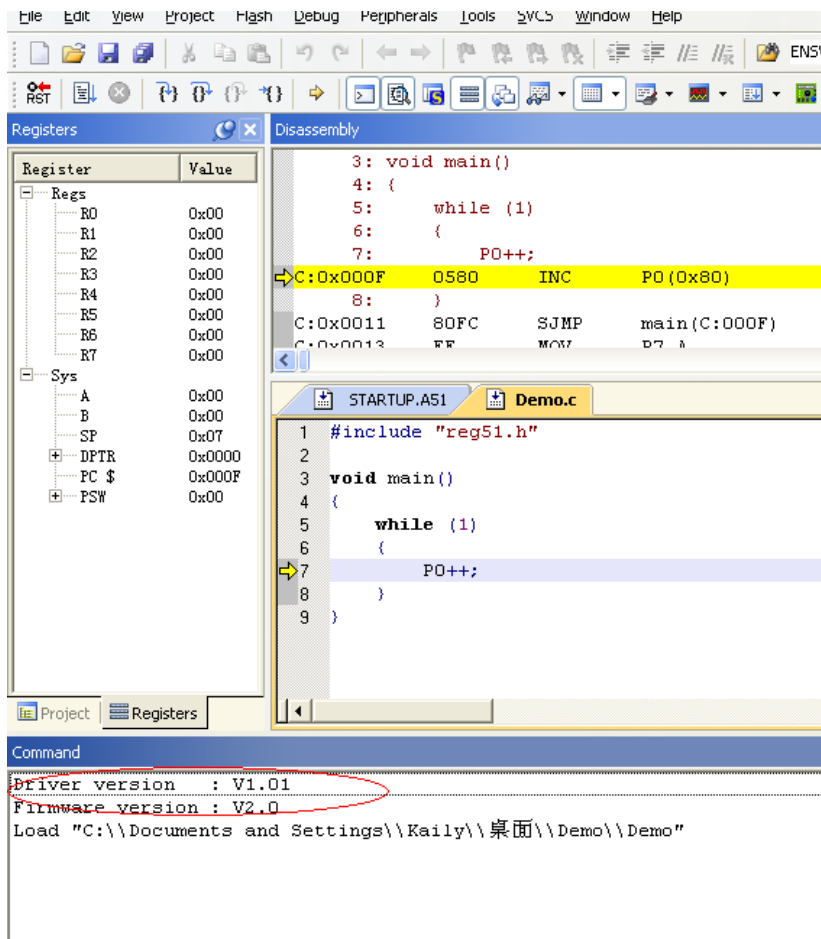 File Edit View Project Flash Debug Peripherals Tools SVCS Window Help
RST
Registers
Register Value
Regs
R0 0x00
R1 0x00
R2 0x00
R3 0x00
R4 0x00
R5 0x00
R6 0x00
R7 0x00
Sys
A 0x00
B 0x00
SP 0x07
DPTR 0x0000
PC $ 0x000F
PSW 0x00
Project Registers
Disassembly
3: void main()
4: {
5: while (1)
6: {
7: P0++;
C:0x000F 0580 INC P0(0x80)
8: }
C:0x0011 80FC SJMP main(C:000F)
C:0x0013 EF MOV R7,A
STARTUP.A51 Demo.c
1 #include "reg51.h"
2
3 void main()
4 {
5 while (1)
6 {
7 P0++;
8 }
9 }
Command
Driver version : V1.01
Firmware version : V2.0
Load "C:\\Documents and Settings\\Kaily\\桌面\\Demo\\Demo"